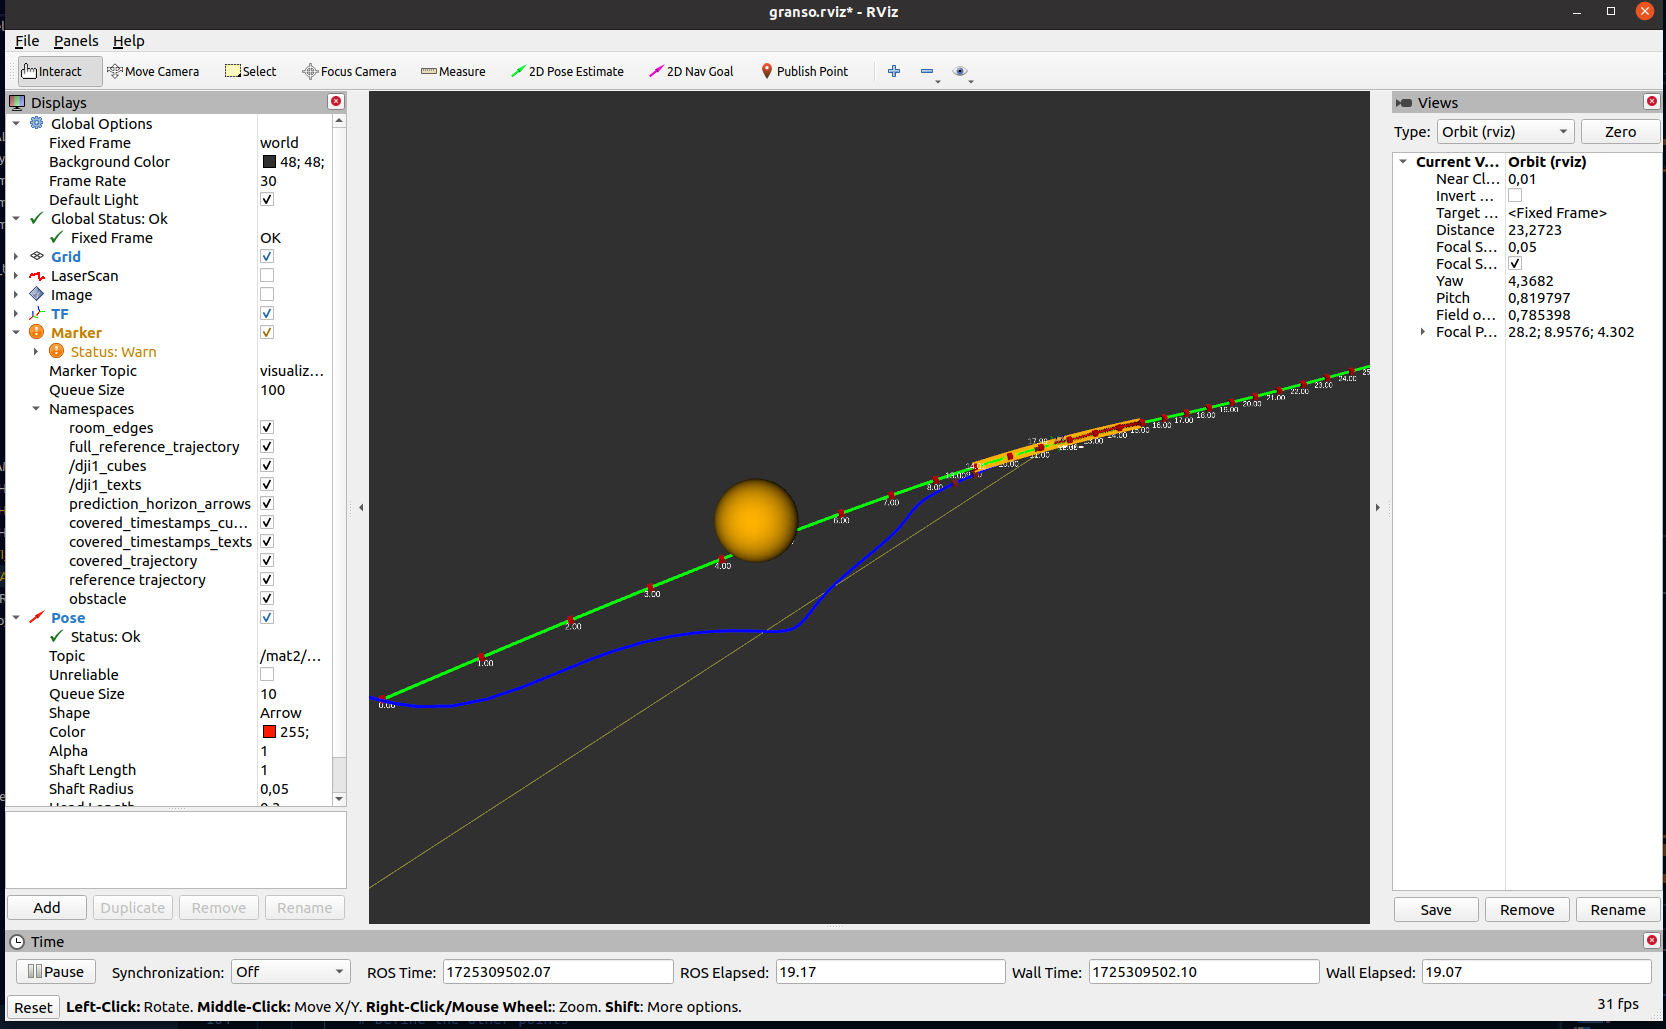 granso.rviz* - RViz
File Panels Help
Interact Move Camera Select Focus Camera Measure 2D Pose Estimate 2D Nav Goal Publish Point
Displays
Global Options
Fixed Frame world
Background Color 48; 48;
Frame Rate 30
Default Light
Global Status: Ok
Fixed Frame OK
Grid
LaserScan
Image
TF
Marker
Status: Warn
Marker Topic visualiz...
Queue Size 100
Namespaces
room_edges
full_reference_trajectory
/dji1_cubes
/dji1_texts
prediction_horizon_arrows
covered_timestamps_cu...
covered_timestamps_texts
covered_trajectory
reference trajectory
obstacle
Pose
Status: Ok
Topic /mat2/...
Unreliable
Queue Size 10
Shape Arrow
Color 255;
Alpha 1
Shaft Length 1
Shaft Radius 0,05
Add Duplicate Remove Rename
0.00
1.00
2.00
3.00
4.00
6.00
7.00
8.00
10.00
11.00
14.00
15.00
16.00
17.00
18.00
19.00
20.00
21.00
22.00
23.00
24.00
Views
Type: Orbit (rviz) Zero
Current V... Orbit (rviz)
Near Cl... 0,01
Invert ...
Target ... <Fixed Frame>
Distance 23,2723
Focal S... 0,05
Focal S...
Yaw 4,3682
Pitch 0,819797
Field o... 0,785398
Focal P... 28.2; 8.9576; 4.302
Save Remove Rename
Time
Pause Synchronization: Off ROS Time: 1725309502.07 ROS Elapsed: 19.17 Wall Time: 1725309502.10 Wall Elapsed: 19.07
Reset Left-Click: Rotate. Middle-Click: Move X/Y. Right-Click/Mouse Wheel:: Zoom. Shift: More options. 31 fps